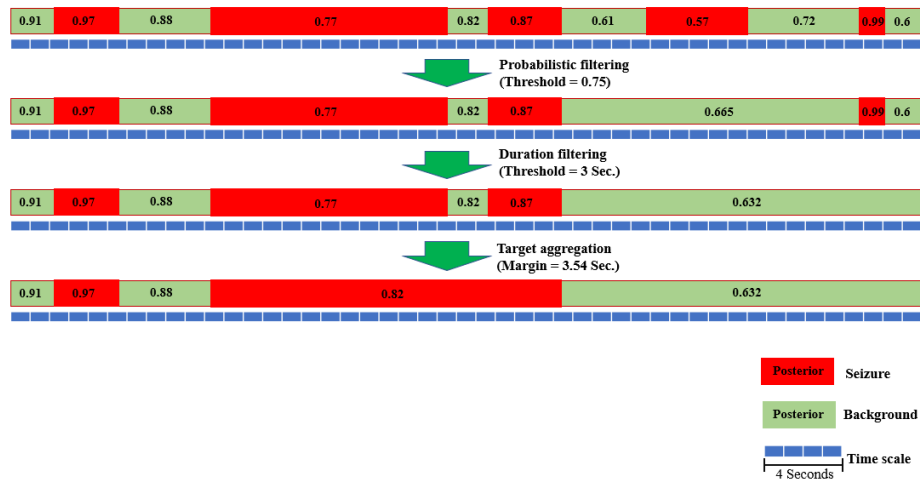 0.91 0.97 0.88 0.77 0.82 0.87 0.61 0.57 0.72 0.99 0.6
Probabilistic filtering
(Threshold = 0.75)
0.91 0.97 0.88 0.77 0.82 0.87 0.665 0.99 0.6
Duration filtering
(Threshold = 3 Sec.)
0.91 0.97 0.88 0.77 0.82 0.87 0.632
Target aggregation
(Margin = 3.54 Sec.)
0.91 0.97 0.88 0.82 0.632
Posterior Seizure
Posterior Background
Time scale
4 Seconds